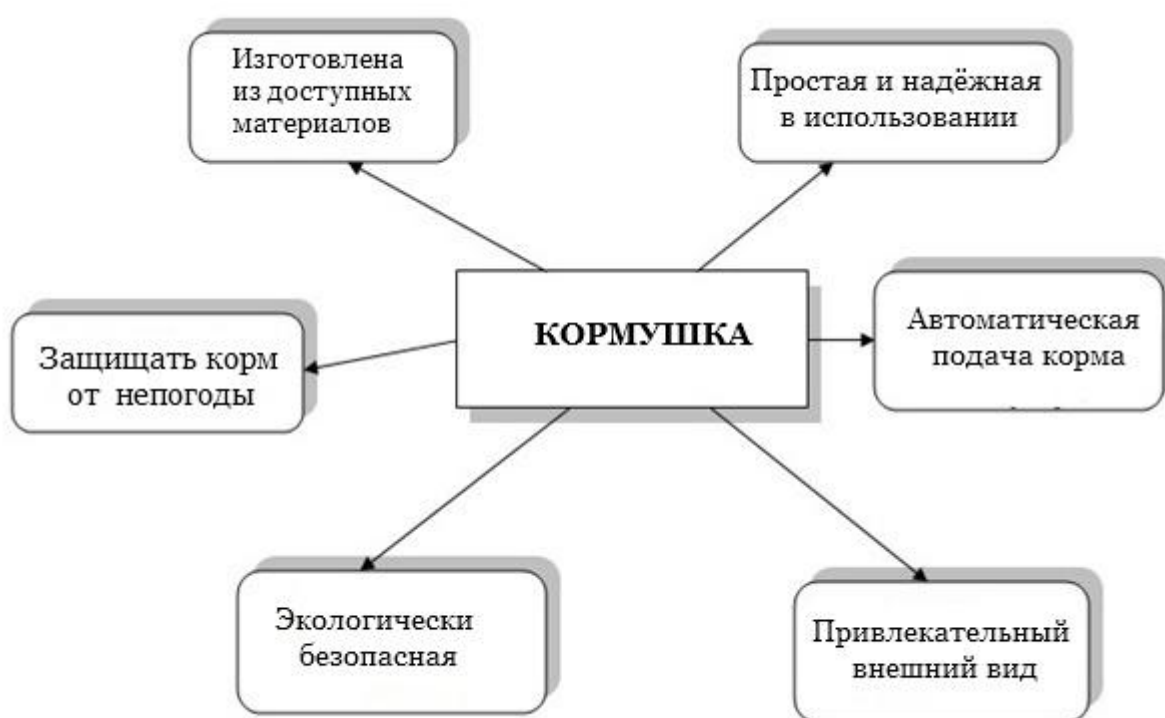 Изготовлена
из доступных
материалов
Простая и надёжная
в использовании
КОРМУШКА
Автоматическая
подача корма
Защищать корм
от непогоды
Экологически
безопасная
Привлекательный
внешний вид